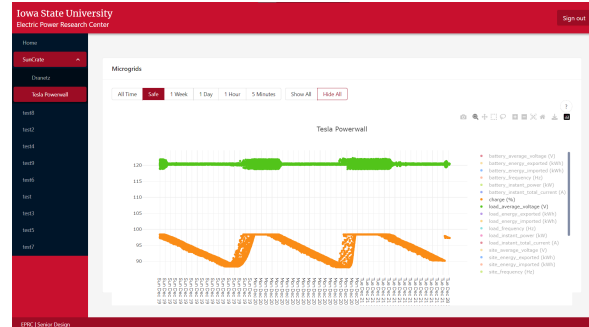 Iowa State University
Electric Power Research Center
Sign out
Home
SunCrate
Dranetz
Tesla Powerwall
test8
test2
test4
test9
test6
test
test3
test5
test7
Microgrids
All Time
Safe
1 Week
1 Day
1 Hour
5 Minutes
Show All
Hide All
?
Tesla Powerwall
120
115
110
105
100
95
90
battery_average_voltage (V)
battery_energy_exported (kWh)
battery_energy_imported (kWh)
battery_frequency (Hz)
battery_instant_power (kW)
battery_instant_total_current (A)
charge (%)
load_average_voltage (V)
load_energy_exported (kWh)
load_energy_imported (kWh)
load_frequency (Hz)
load_instant_power (kW)
load_instant_total_current (A)
site_average_voltage (V)
site_energy_exported (kWh)
site_energy_imported (kWh)
site_frequency (Hz)
EPRC | Senior Design